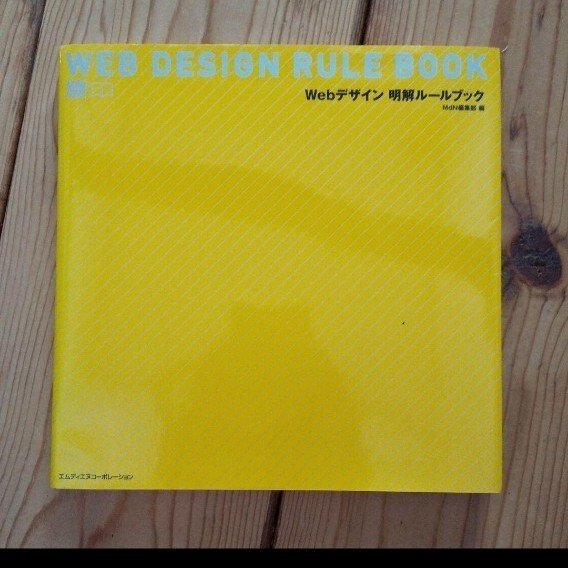 WEB DESIGN RULE BOOK
Webデザイン 明解ルールブック
MdN編集部 編
エムディエヌコーポレーション